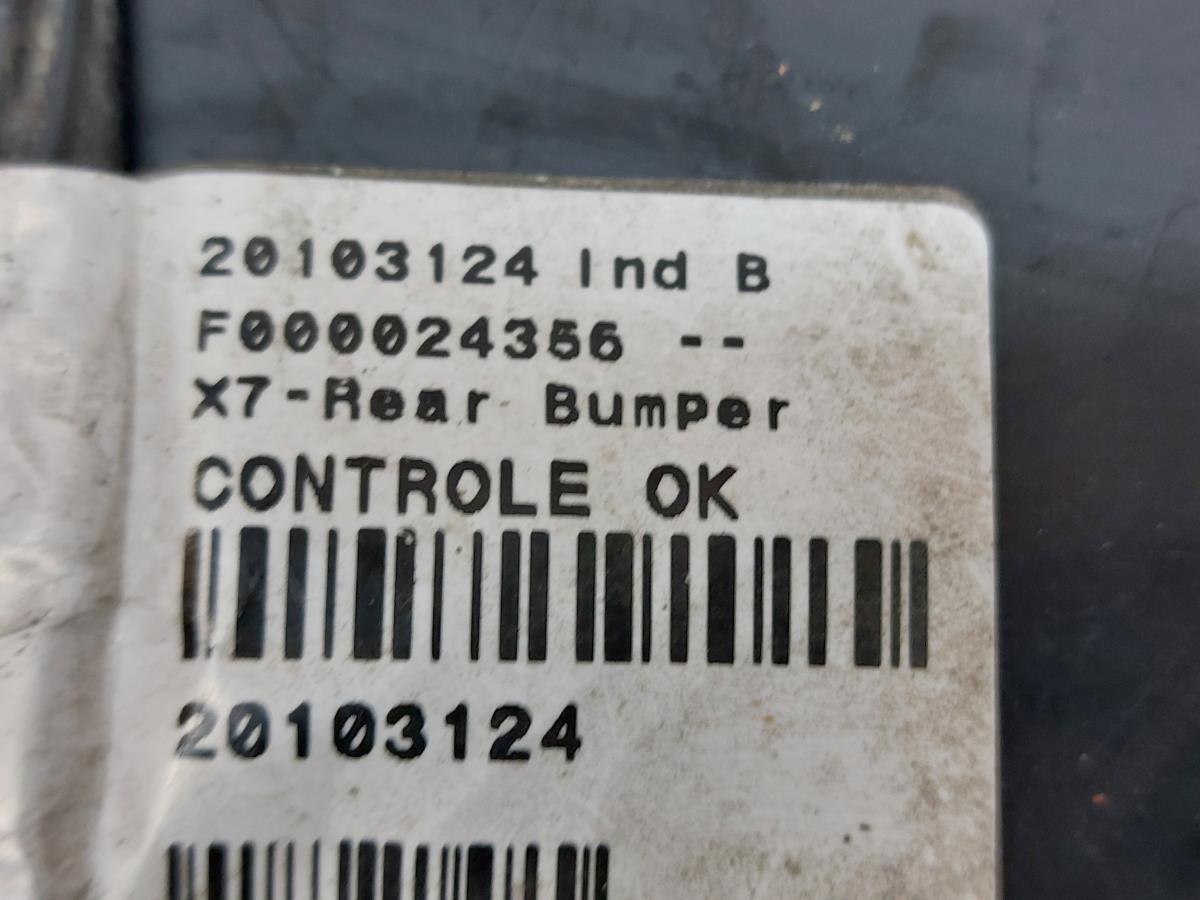 20103124 Ind B
F000024356 --
X7-Rear Bumper
CONTROLE OK
20103124